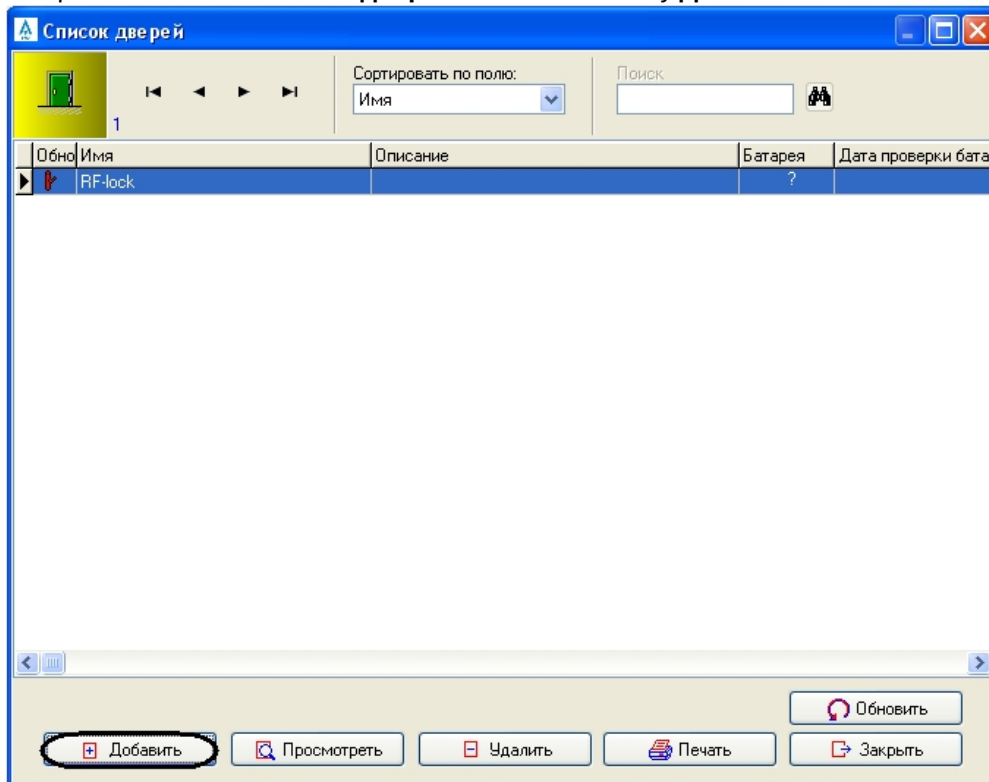 Список дверей
Сортировать по полю:
Поиск
Имя
1
Обно Имя Описание Батарея Дата проверки бата
RF-lock ?
Обновить
Добавить Просмотреть Удалить Печать Закрыть